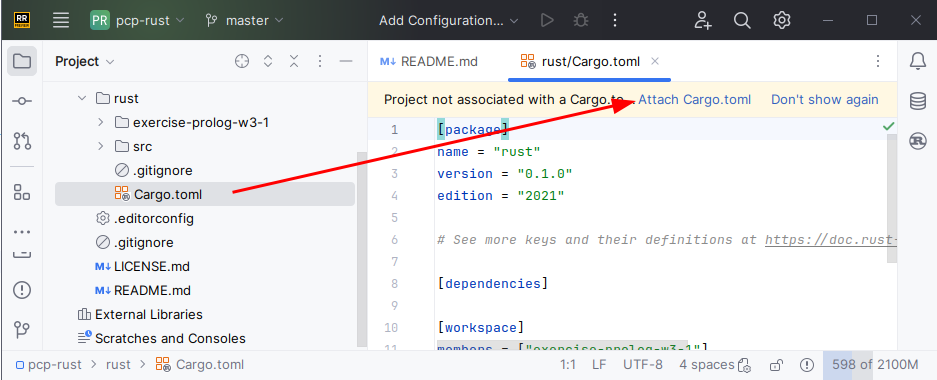 RR
PREVIEW
PR pcp-rust master Add Configuration...
Project
README.md
rust/Cargo.toml
rust
exercise-prolog-w3-1
src
.gitignore
Cargo.toml
.editorconfig
.gitignore
M↓ LICENSE.md
M↓ README.md
External Libraries
Scratches and Consoles
Project not associated with a Cargo.to... Attach Cargo.toml Don't show again
1 [package]
2 name = "rust"
3 version = "0.1.0"
4 edition = "2021"
5
6 # See more keys and their definitions at https://doc.rust-
7
8 [dependencies]
9
10 [workspace]
11 members = ["exercise-prolog-w3-1"]
pcp-rust > rust > Cargo.toml 1:1 LF UTF-8 4 spaces 598 of 2100M